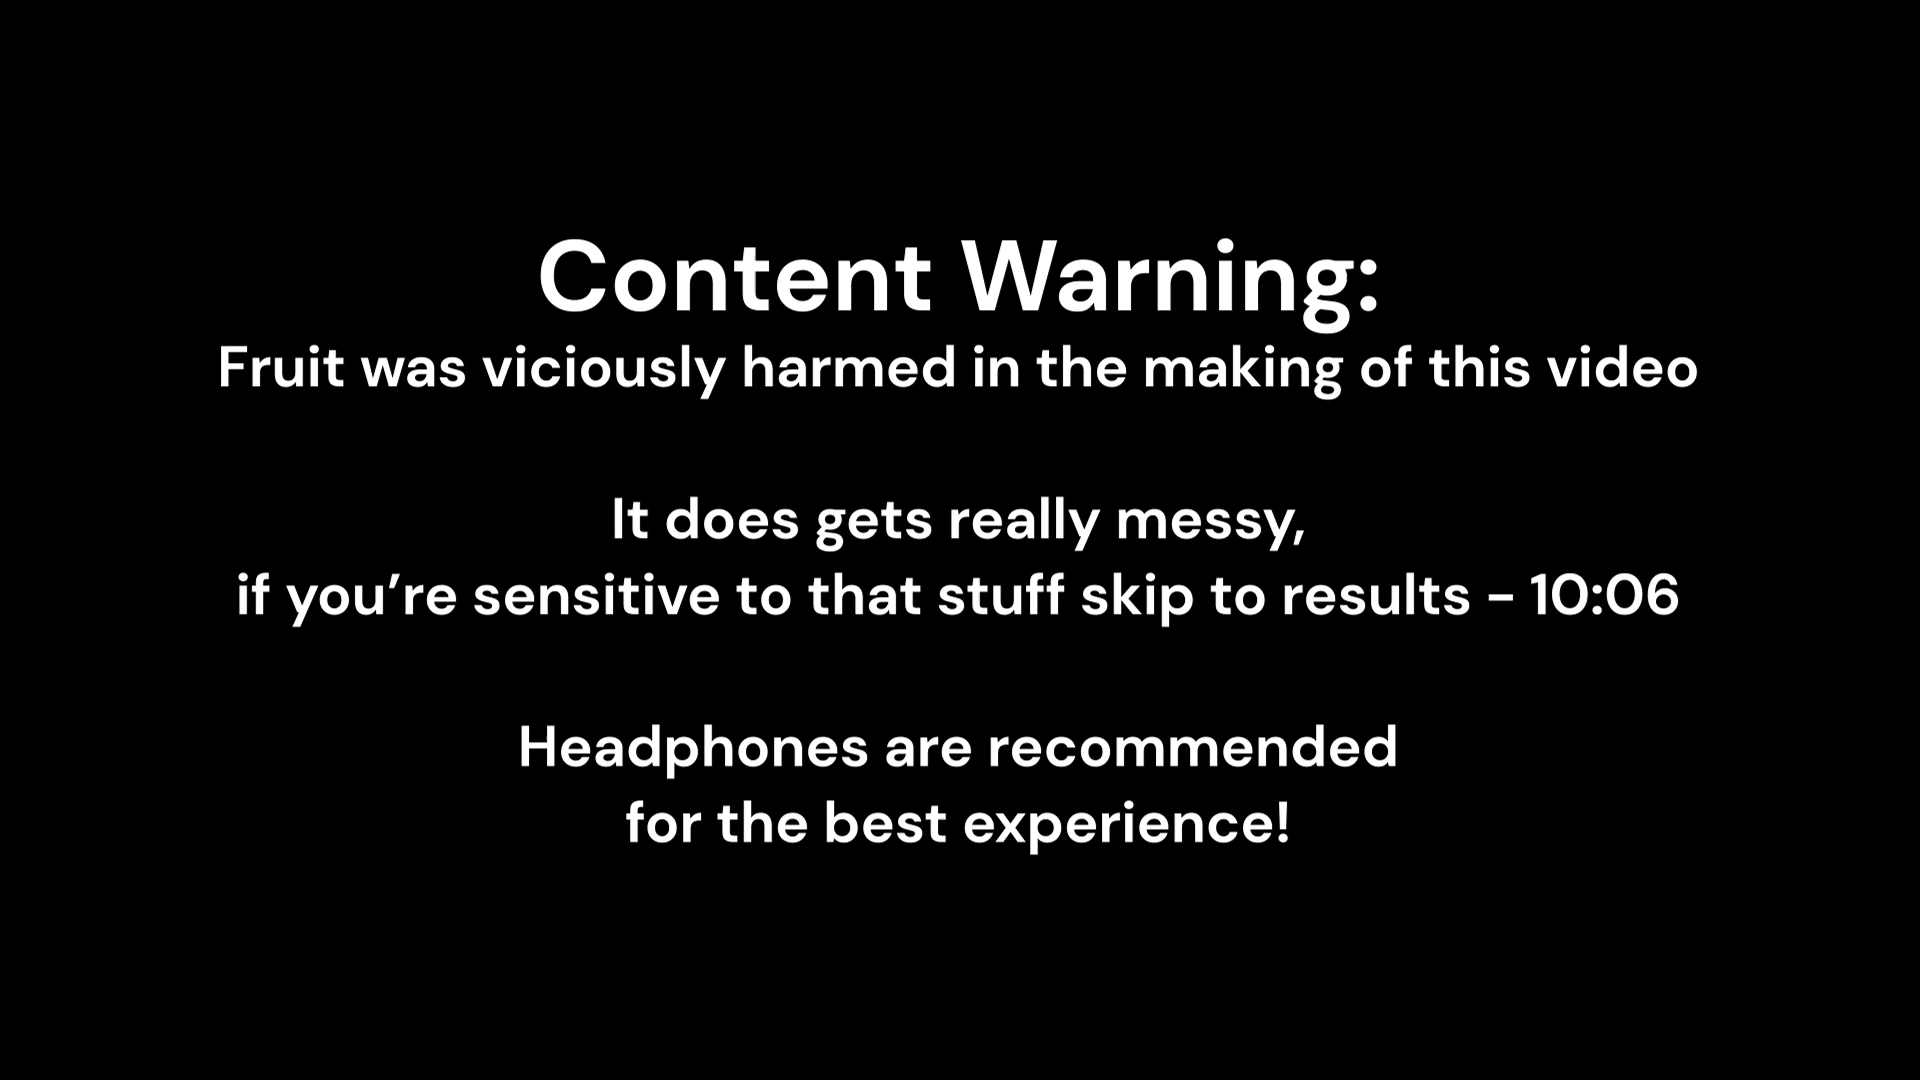 Content Warning:
Fruit was viciously harmed in the making of this video
It does gets really messy,
if you’re sensitive to that stuff skip to results - 10:06
Headphones are recommended
for the best experience!